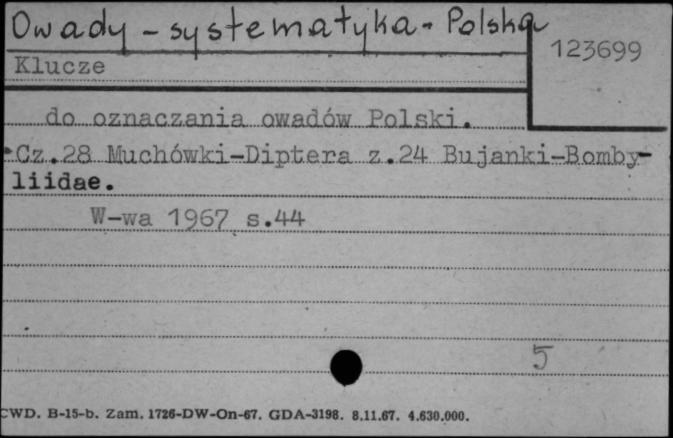 Owady - systematyka - Polska
123699
Klucze
do oznaczania owadów Polski.
Cz.28 Muchówki-Diptera z.24 Bujanki-Bomby-
liidae.
W-wa 1967 s.44
5
CWD. B-15-b. Zam. 1726-DW-On-67. GDA-3198. 8.11.67. 4.630.000.